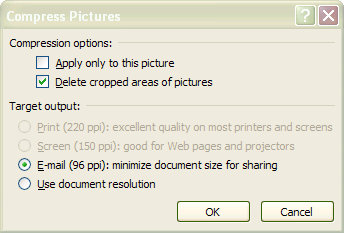 Compress Pictures
Compression options:
Apply only to this picture
Delete cropped areas of pictures
Target output:
Print (220 ppi): excellent quality on most printers and screens
Screen (150 ppi): good for Web pages and projectors
E-mail (96 ppi): minimize document size for sharing
Use document resolution
OK Cancel